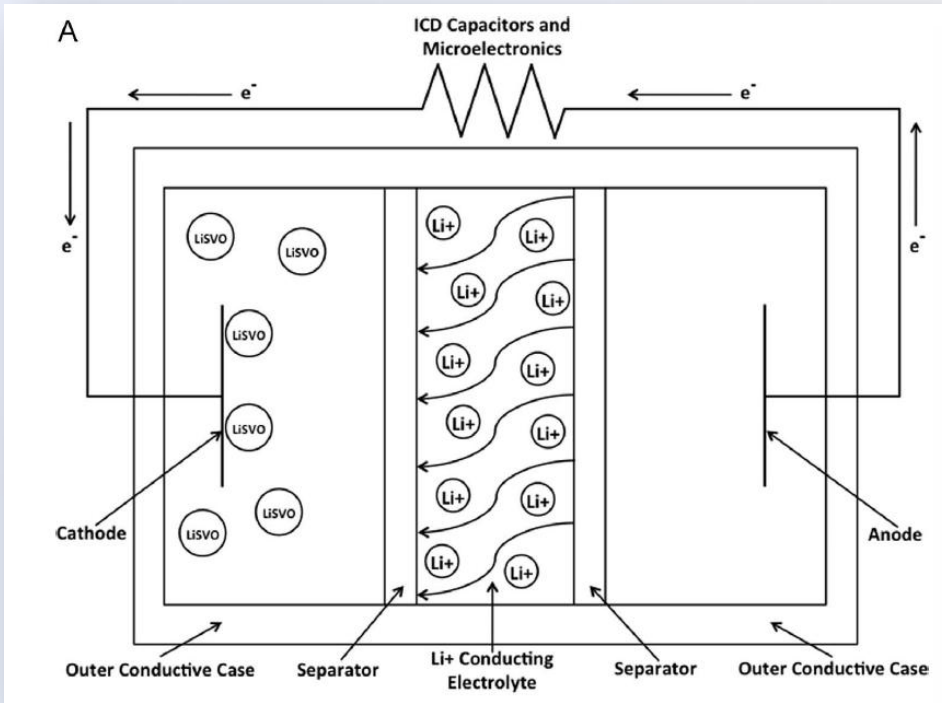 A
ICD Capacitors and
Microelectronics
e-
e-
e-
e-
LiSVO
LiSVO
LiSVO
LiSVO
LiSVO
LiSVO
Li+
Li+
Li+
Li+
Li+
Li+
Li+
Li+
Li+
Li+
Li+
Li+
Cathode
Anode
Outer Conductive Case
Separator
Li+ Conducting
Electrolyte
Separator
Outer Conductive Case